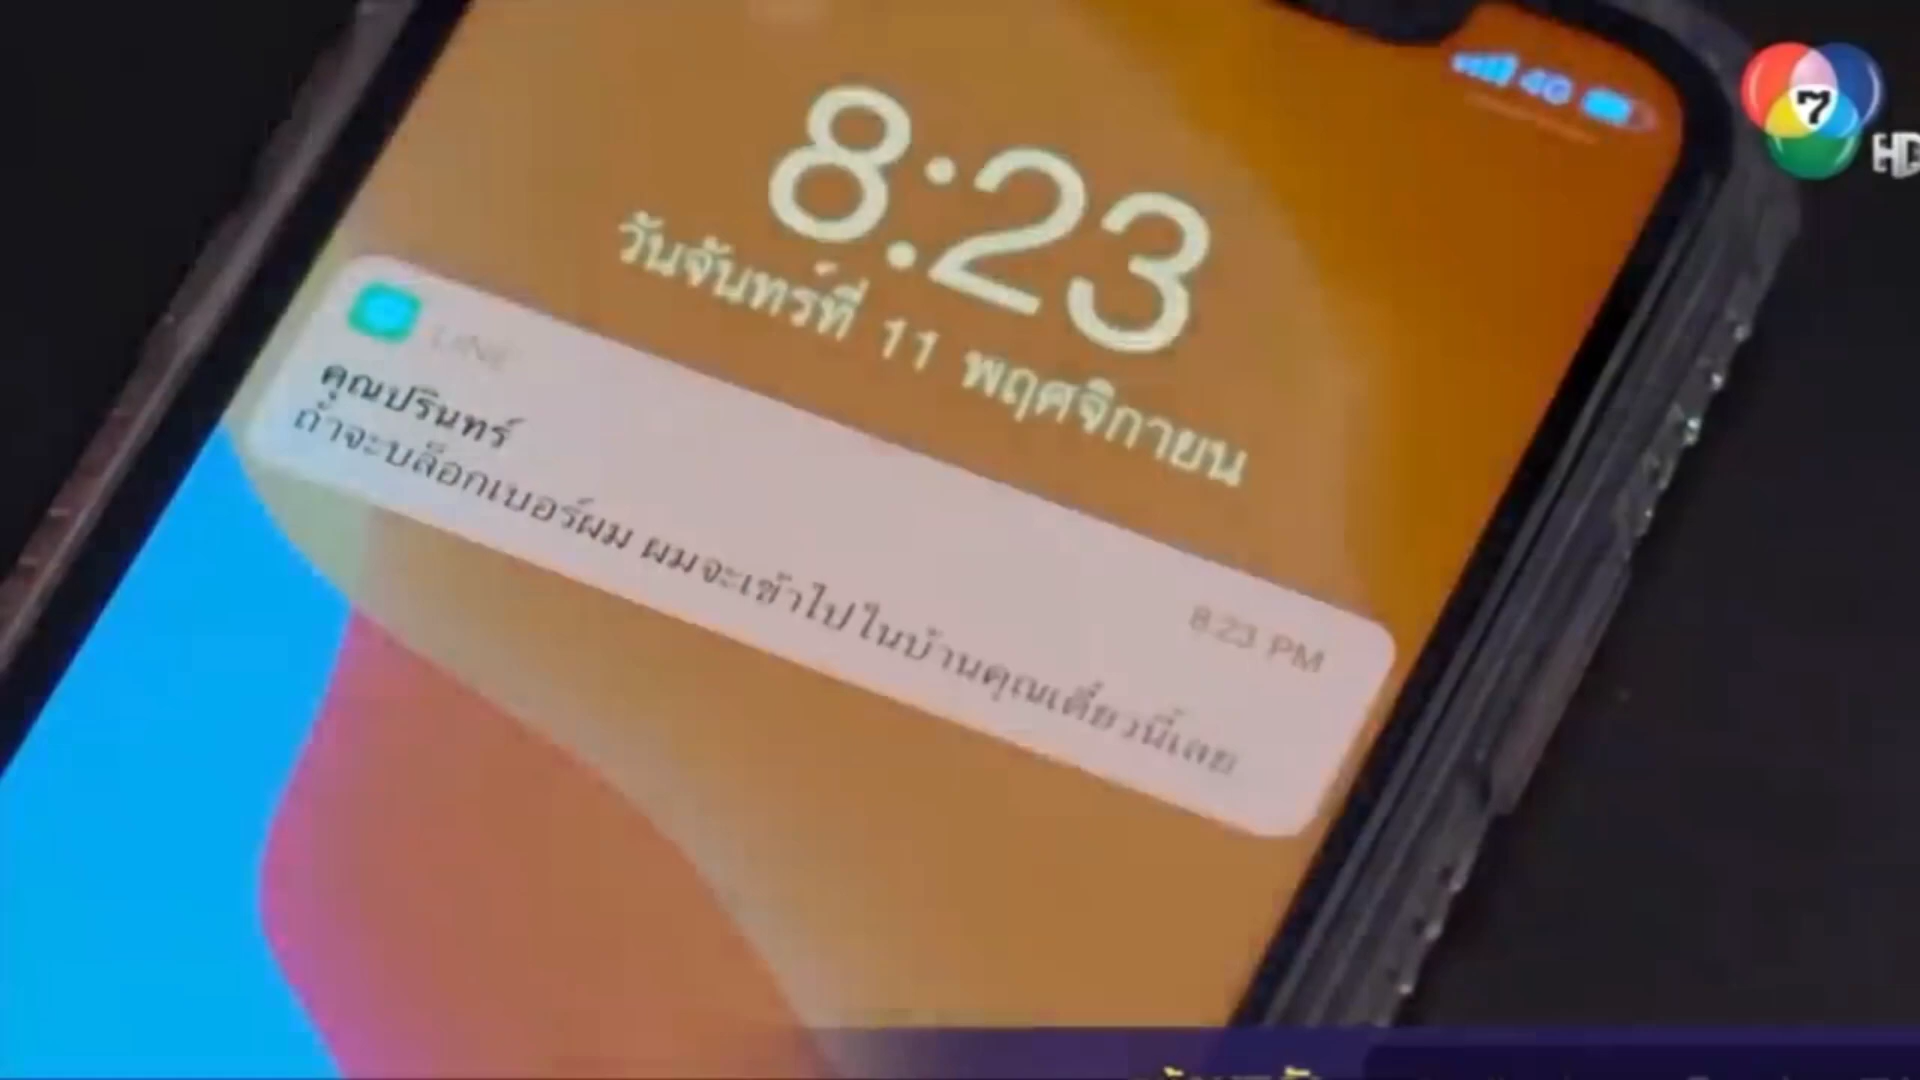 7
HD
4G
8:23
วันจันทร์ที่ 11 พฤศจิกายน
LINE
8:23 PM
คุณปรินทร์
ถ้าจะบล็อกเบอร์ผม ผมจะเข้าไปในบ้านคุณเดี๋ยวนี้เลย